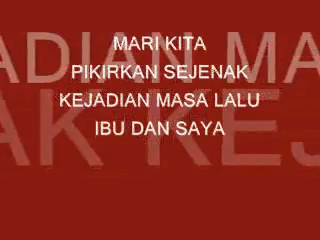 MARI KITA
PIKIRKAN SEJENAK
KEJADIAN MASA LALU
IBU DAN SAYA